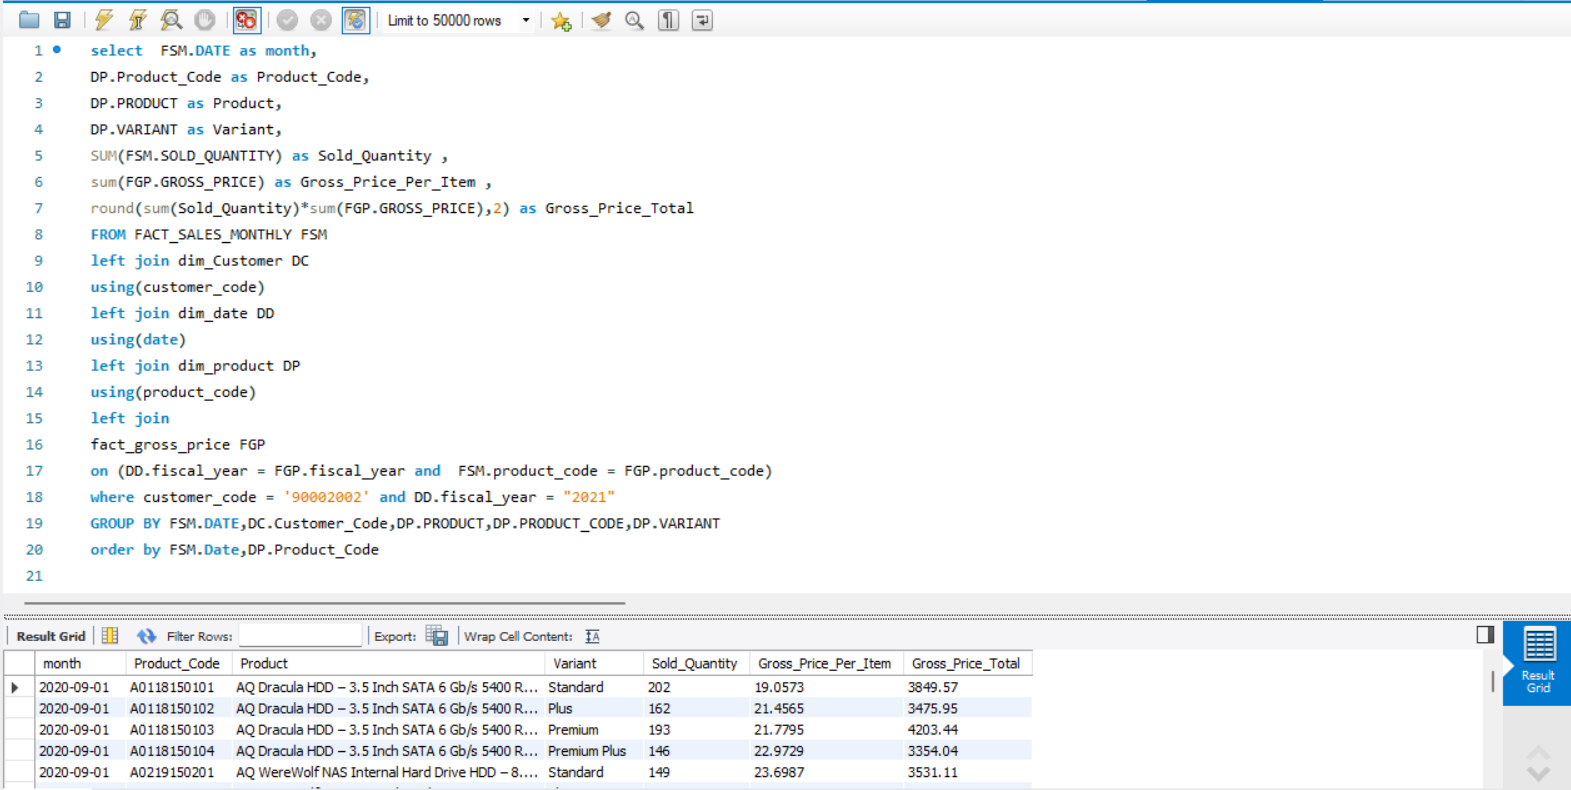 Limit to 50000 rows
1 select  FSM.DATE as month,
2 DP.Product_Code as Product_Code,
3 DP.PRODUCT as Product,
4 DP.VARIANT as Variant,
5 SUM(FSM.SOLD_QUANTITY) as Sold_Quantity ,
6 sum(FGP.GROSS_PRICE) as Gross_Price_Per_Item ,
7 round(sum(Sold_Quantity)*sum(FGP.GROSS_PRICE),2) as Gross_Price_Total
8 FROM FACT_SALES_MONTHLY FSM
9 left join dim_Customer DC
10 using(customer_code)
11 left join dim_date DD
12 using(date)
13 left join dim_product DP
14 using(product_code)
15 left join
16 fact_gross_price FGP
17 on (DD.fiscal_year = FGP.fiscal_year and  FSM.product_code = FGP.product_code)
18 where customer_code = '90002002' and DD.fiscal_year = "2021"
19 GROUP BY FSM.DATE,DC.Customer_Code,DP.PRODUCT,DP.PRODUCT_CODE,DP.VARIANT
20 order by FSM.Date,DP.Product_Code
21
Result Grid Filter Rows: Export: Wrap Cell Content:
month Product_Code Product Variant Sold_Quantity Gross_Price_Per_Item Gross_Price_Total
2020-09-01 A0118150101 AQ Dracula HDD – 3.5 Inch SATA 6 Gb/s 5400 R... Standard 202 19.0573 3849.57
2020-09-01 A0118150102 AQ Dracula HDD – 3.5 Inch SATA 6 Gb/s 5400 R... Plus 162 21.4565 3475.95
2020-09-01 A0118150103 AQ Dracula HDD – 3.5 Inch SATA 6 Gb/s 5400 R... Premium 193 21.7795 4203.44
2020-09-01 A0118150104 AQ Dracula HDD – 3.5 Inch SATA 6 Gb/s 5400 R... Premium Plus 146 22.9729 3354.04
2020-09-01 A0219150201 AQ WereWolf NAS Internal Hard Drive HDD – 8.... Standard 149 23.6987 3531.11
Result
Grid